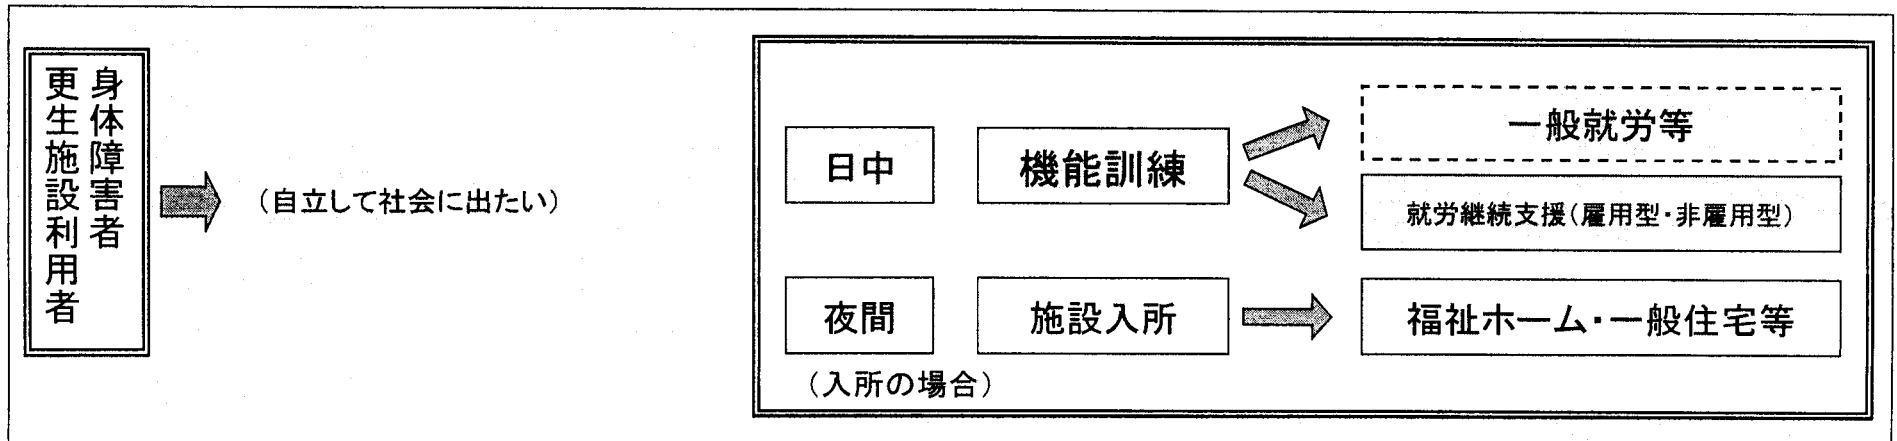 身体障害者
更生施設利用者
（自立して社会に出たい）
日中
機能訓練
一般就労等
就労継続支援（雇用型・非雇用型）
夜間
施設入所
福祉ホーム・一般住宅等
（入所の場合）